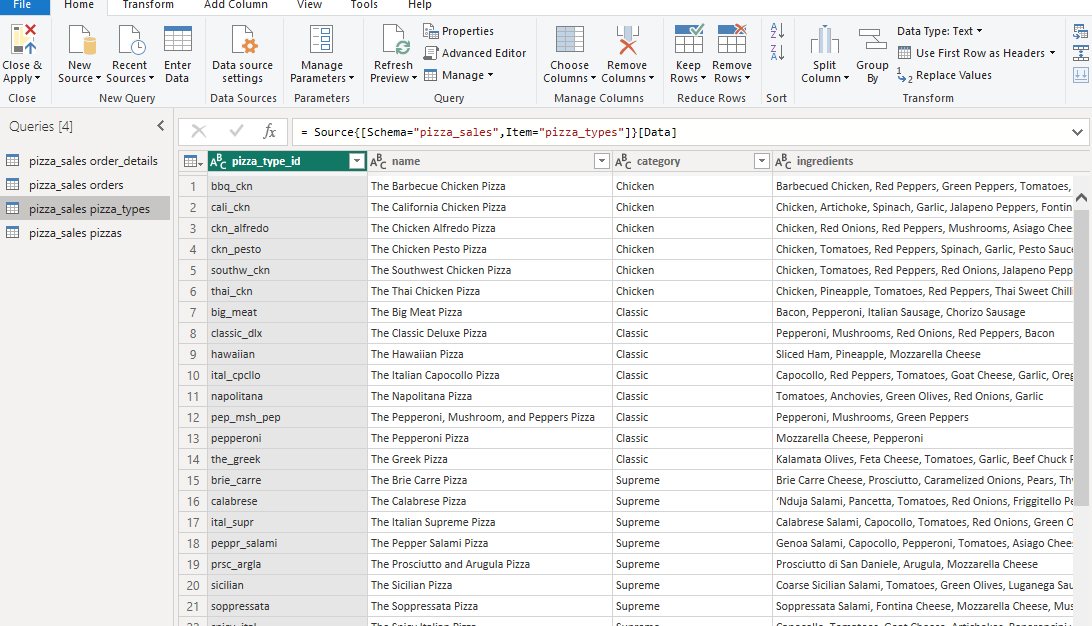 File Home Transform Add Column View Tools Help
Close & Apply
New Source
Recent Sources
Enter Data
Data source settings
Manage Parameters
Refresh Preview
Properties
Advanced Editor
Manage
Choose Columns
Remove Columns
Keep Rows
Remove Rows
Split Column
Group By
Data Type: Text
Use First Row as Headers
Replace Values
Close New Query Data Sources Parameters Query Manage Columns Reduce Rows Sort Transform
Queries [4]
pizza_sales order_details
pizza_sales orders
pizza_sales pizza_types
pizza_sales pizzas
fx = Source{[Schema="pizza_sales",Item="pizza_types"]}[Data]
ABC pizza_type_id ABC name ABC category ABC ingredients
1 bbq_ckn The Barbecue Chicken Pizza Chicken Barbecued Chicken, Red Peppers, Green Peppers, Tomatoes,
2 cali_ckn The California Chicken Pizza Chicken Chicken, Artichoke, Spinach, Garlic, Jalapeno Peppers, Fontin
3 ckn_alfredo The Chicken Alfredo Pizza Chicken Chicken, Red Onions, Red Peppers, Mushrooms, Asiago Chee
4 ckn_pesto The Chicken Pesto Pizza Chicken Chicken, Tomatoes, Red Peppers, Spinach, Garlic, Pesto Sauc
5 southw_ckn The Southwest Chicken Pizza Chicken Chicken, Tomatoes, Red Peppers, Red Onions, Jalapeno Pepp
6 thai_ckn The Thai Chicken Pizza Chicken Chicken, Pineapple, Tomatoes, Red Peppers, Thai Sweet Chill
7 big_meat The Big Meat Pizza Classic Bacon, Pepperoni, Italian Sausage, Chorizo Sausage
8 classic_dlx The Classic Deluxe Pizza Classic Pepperoni, Mushrooms, Red Onions, Red Peppers, Bacon
9 hawaiian The Hawaiian Pizza Classic Sliced Ham, Pineapple, Mozzarella Cheese
10 ital_cpcllo The Italian Capocollo Pizza Classic Capocollo, Red Peppers, Tomatoes, Goat Cheese, Garlic, Oreg
11 napolitana The Napolitana Pizza Classic Tomatoes, Anchovies, Green Olives, Red Onions, Garlic
12 pep_msh_pep The Pepperoni, Mushroom, and Peppers Pizza Classic Pepperoni, Mushrooms, Green Peppers
13 pepperoni The Pepperoni Pizza Classic Mozzarella Cheese, Pepperoni
14 the_greek The Greek Pizza Classic Kalamata Olives, Feta Cheese, Tomatoes, Garlic, Beef Chuck R
15 brie_carre The Brie Carre Pizza Supreme Brie Carre Cheese, Prosciutto, Caramelized Onions, Pears, Thy
16 calabrese The Calabrese Pizza Supreme ‘Nduja Salami, Pancetta, Tomatoes, Red Onions, Friggitello Pe
17 ital_supr The Italian Supreme Pizza Supreme Calabrese Salami, Capocollo, Tomatoes, Red Onions, Green O
18 peppr_salami The Pepper Salami Pizza Supreme Genoa Salami, Capocollo, Pepperoni, Tomatoes, Asiago Chee
19 prsc_argla The Prosciutto and Arugula Pizza Supreme Prosciutto di San Daniele, Arugula, Mozzarella Cheese
20 sicilian The Sicilian Pizza Supreme Coarse Sicilian Salami, Tomatoes, Green Olives, Luganega Sau
21 soppressata The Soppressata Pizza Supreme Soppressata Salami, Fontina Cheese, Mozzarella Cheese, Mus